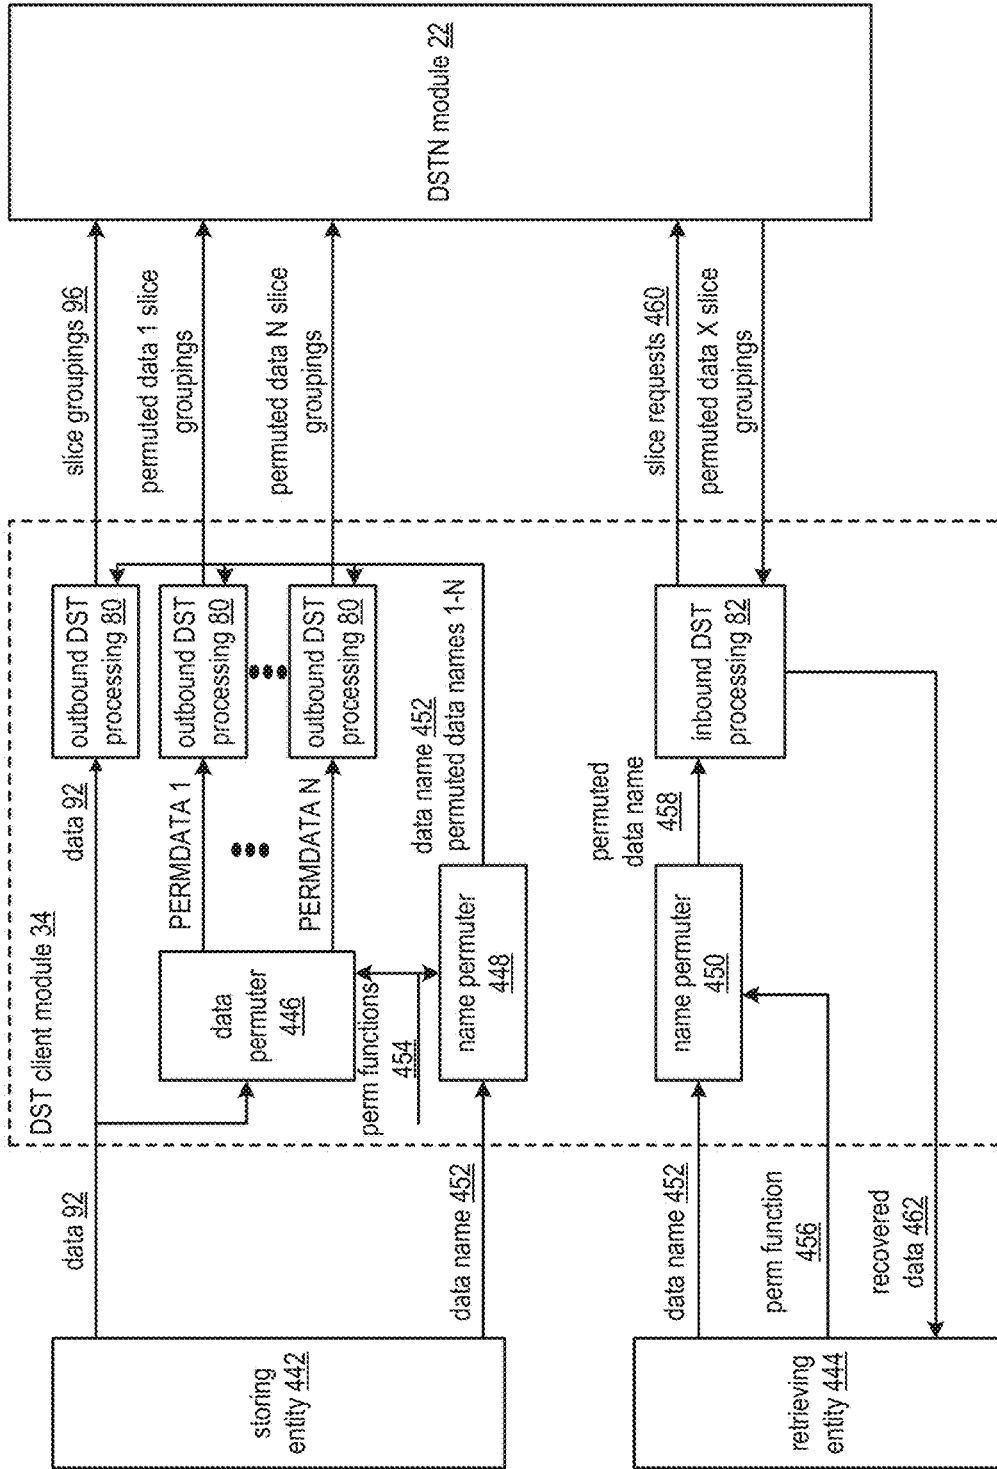 DST client module 34
DSTN module 22
storing
entity 442
data 92
data 92
outbound DST
processing 80
slice groupings 96
data
permuter
446
PERMDATA 1
outbound DST
processing 80
permuted data 1 slice
groupings
PERMDATA N
outbound DST
processing 80
permuted data N slice
groupings
perm functions
454
data name 452
name permuter
448
data name 452
permuted data names 1-N
retrieving
entity 444
data name 452
name permuter
450
permuted
data name
458
inbound DST
processing 82
slice requests 460
permuted data X slice
groupings
perm function
456
recovered
data 462